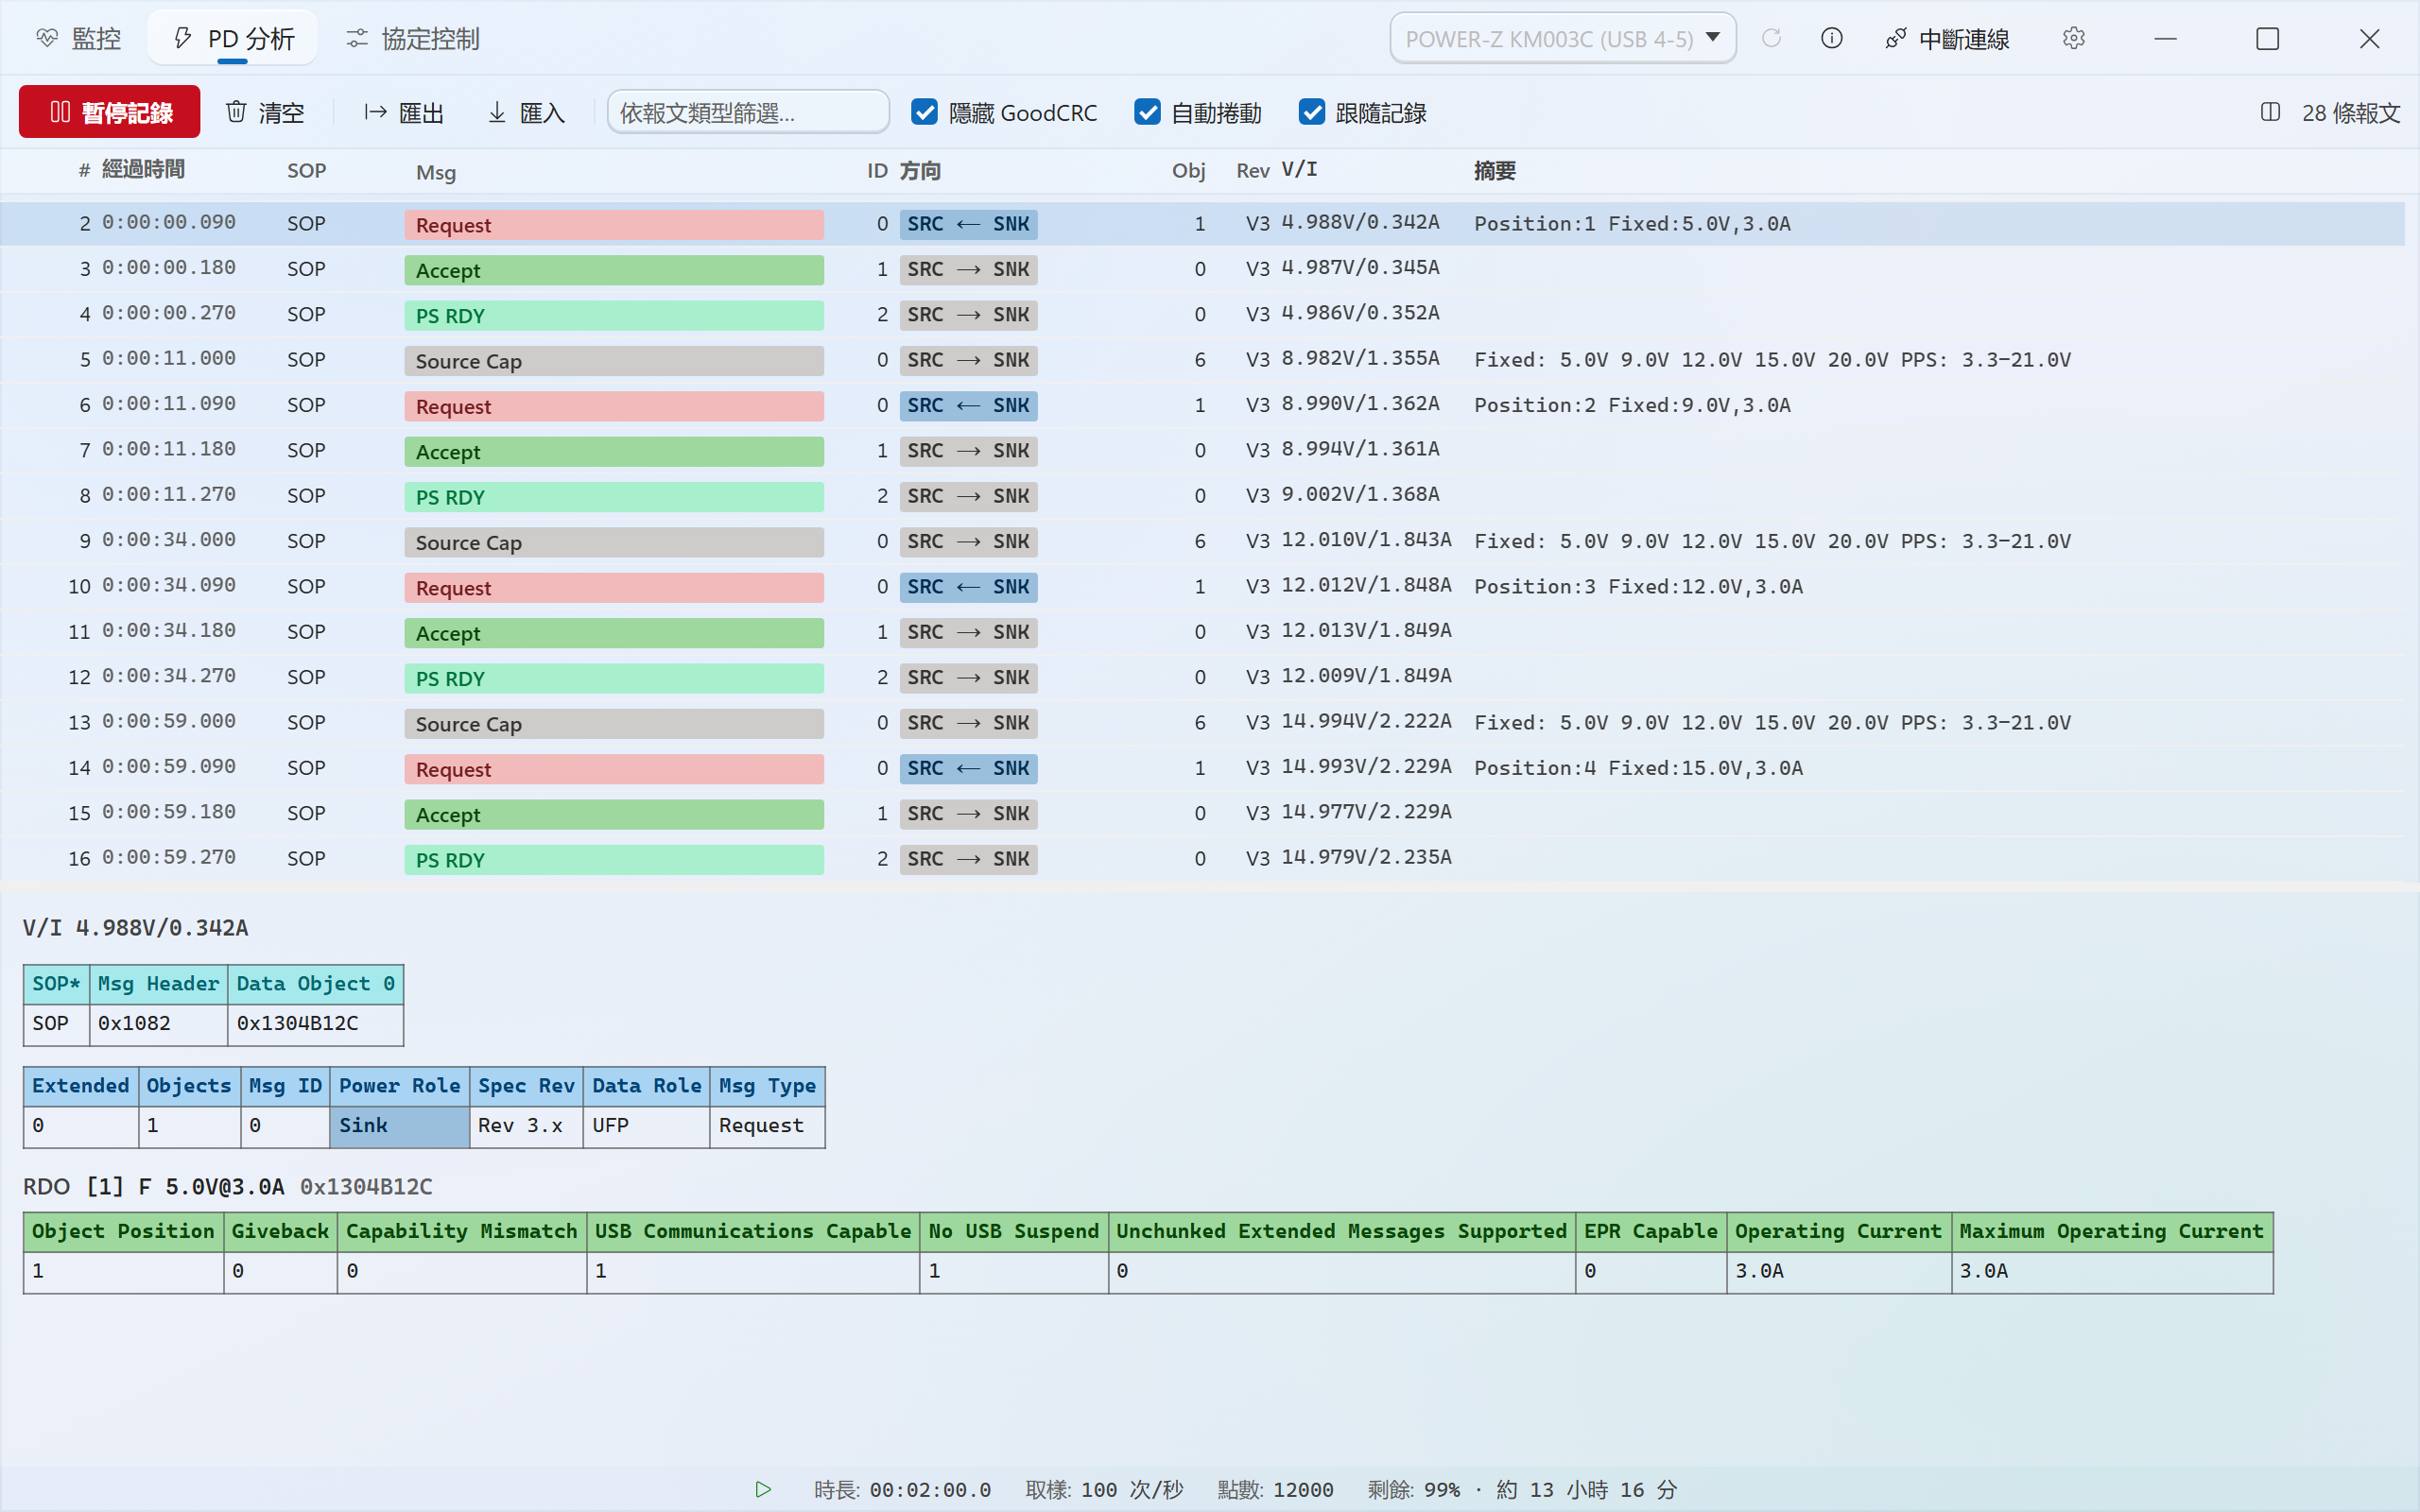 監控 PD 分析 協定控制 POWER-Z KM003C (USB 4-5) 中斷連線
暫停記錄 清空 匯出 匯入 依報文類型篩選... 隱藏 GoodCRC 自動捲動 跟隨記錄 28 條報文
# 經過時間 SOP Msg ID 方向 Obj Rev V/I 摘要
2 0:00:00.090 SOP Request 0 SRC ← SNK 1 V3 4.988V/0.342A Position:1 Fixed:5.0V,3.0A
3 0:00:00.180 SOP Accept 1 SRC → SNK 0 V3 4.987V/0.345A
4 0:00:00.270 SOP PS RDY 2 SRC → SNK 0 V3 4.986V/0.352A
5 0:00:11.000 SOP Source Cap 0 SRC → SNK 6 V3 8.982V/1.355A Fixed: 5.0V 9.0V 12.0V 15.0V 20.0V PPS: 3.3-21.0V
6 0:00:11.090 SOP Request 0 SRC ← SNK 1 V3 8.990V/1.362A Position:2 Fixed:9.0V,3.0A
7 0:00:11.180 SOP Accept 1 SRC → SNK 0 V3 8.994V/1.361A
8 0:00:11.270 SOP PS RDY 2 SRC → SNK 0 V3 9.002V/1.368A
9 0:00:34.000 SOP Source Cap 0 SRC → SNK 6 V3 12.010V/1.843A Fixed: 5.0V 9.0V 12.0V 15.0V 20.0V PPS: 3.3-21.0V
10 0:00:34.090 SOP Request 0 SRC ← SNK 1 V3 12.012V/1.848A Position:3 Fixed:12.0V,3.0A
11 0:00:34.180 SOP Accept 1 SRC → SNK 0 V3 12.013V/1.849A
12 0:00:34.270 SOP PS RDY 2 SRC → SNK 0 V3 12.009V/1.849A
13 0:00:59.000 SOP Source Cap 0 SRC → SNK 6 V3 14.994V/2.222A Fixed: 5.0V 9.0V 12.0V 15.0V 20.0V PPS: 3.3-21.0V
14 0:00:59.090 SOP Request 0 SRC ← SNK 1 V3 14.993V/2.229A Position:4 Fixed:15.0V,3.0A
15 0:00:59.180 SOP Accept 1 SRC → SNK 0 V3 14.977V/2.229A
16 0:00:59.270 SOP PS RDY 2 SRC → SNK 0 V3 14.979V/2.235A
V/I 4.988V/0.342A
SOP* Msg Header Data Object 0
SOP 0x1082 0x1304B12C
Extended Objects Msg ID Power Role Spec Rev Data Role Msg Type
0 1 0 Sink Rev 3.x UFP Request
RDO [1] F 5.0V@3.0A 0x1304B12C
Object Position Giveback Capability Mismatch USB Communications Capable No USB Suspend Unchunked Extended Messages Supported EPR Capable Operating Current Maximum Operating Current
1 0 0 1 1 0 0 3.0A 3.0A
時長: 00:02:00.0 取樣: 100 次/秒 點數: 12000 剩餘: 99% · 約 13 小時 16 分